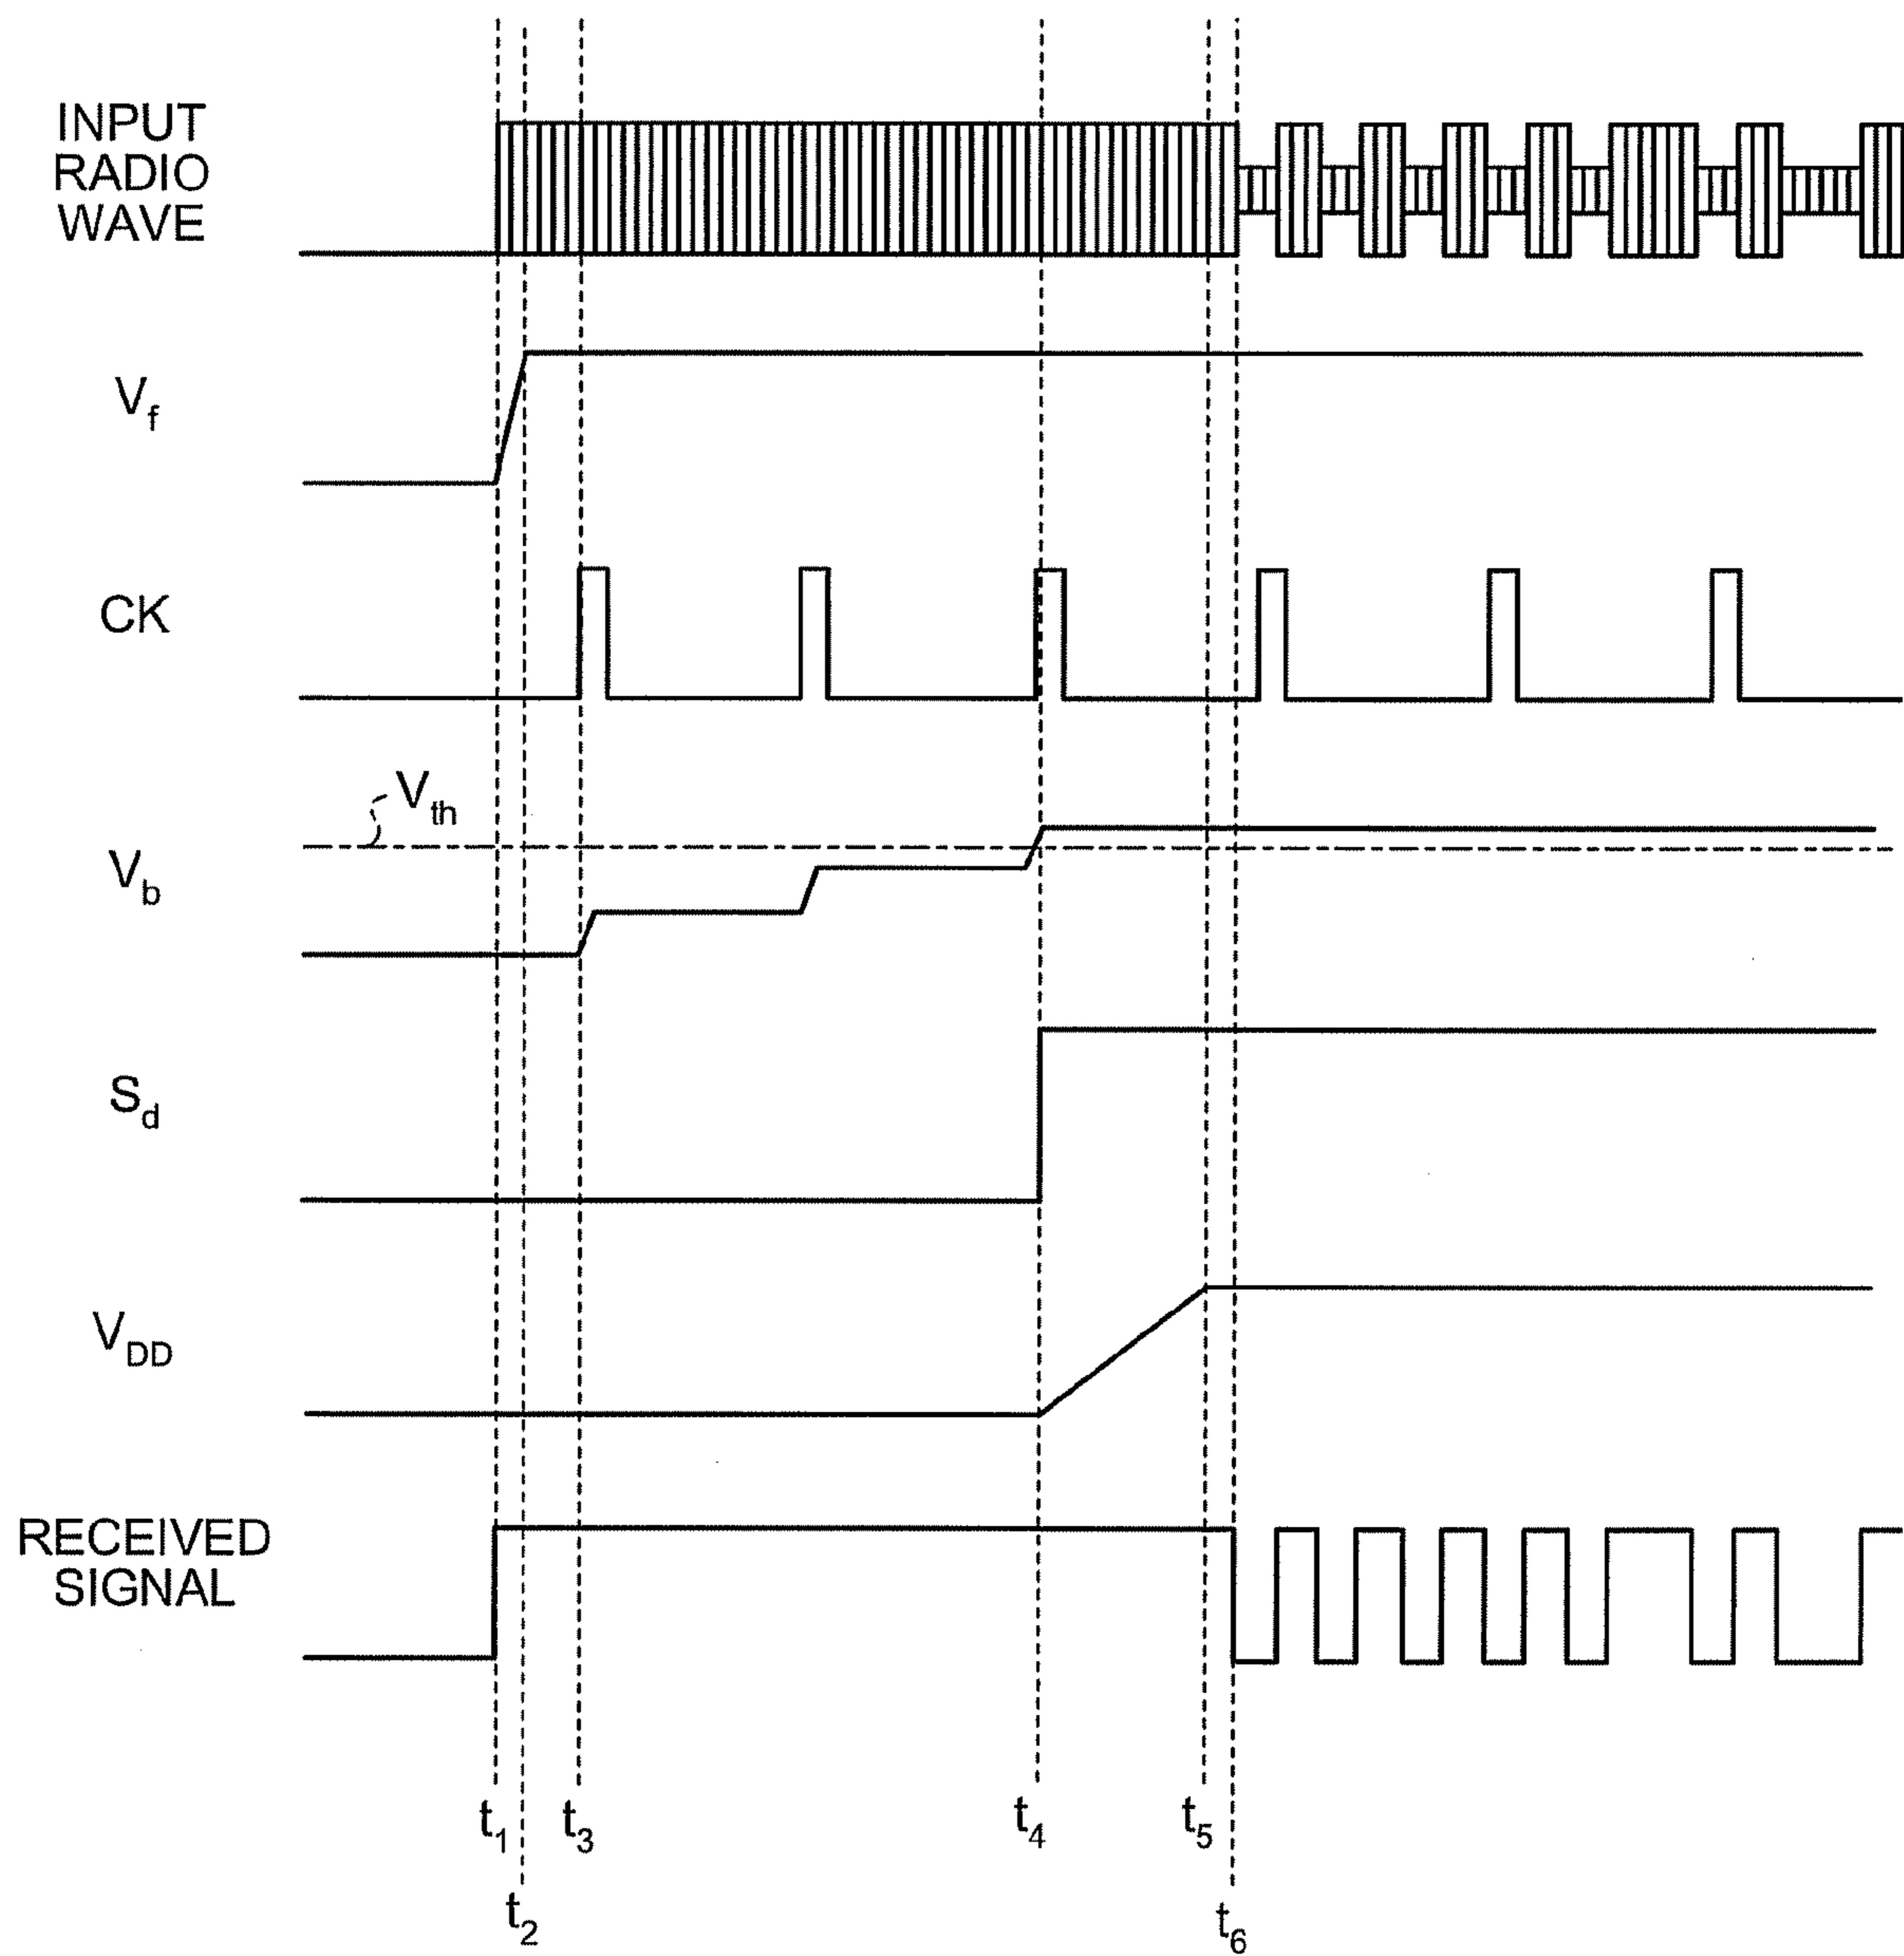 INPUT
RADIO
WAVE
Vf
CK
Vth
Vb
Sd
VDD
RECEIVED
SIGNAL
t1
t3
t4
t5
t2
t6